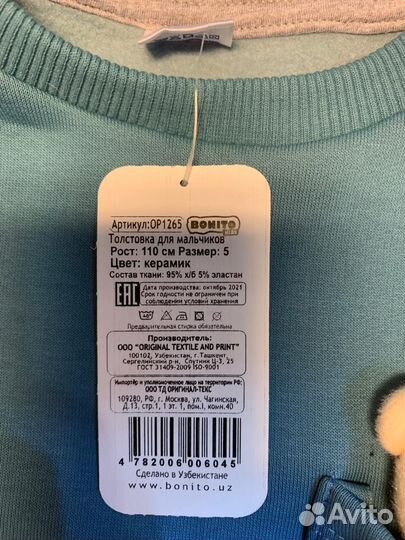 Артикул:OP1265 BONITO KIDS
Толстовка для мальчиков
Рост: 110 см Размер: 5
Цвет: керамик
Состав ткани: 95% х/б 5% эластан
EAC
Дата производства: октябрь 2021
Срок годности не ограничен при
соблюдении условий хранения
40°
Предварительная стирка обязательна
Производитель:
ООО "ORIGINAL TEXTILE AND PRINT"
100102, Узбекистан, г.Ташкент,
Сергелийский р-н, Спутник Ц-3, 25
ГОСТ 31409-2009 ISO-9001
Импортёр и уполномоченное лицо на территории РФ:
ООО ТД ОРИГИНАЛ-ТЕКС
109280, РФ, г. Москва, ул. Чагинская,
Д.13, стр.1, 1 эт. 1, пом.I, комн.40
4 782006 006045
Сделано в Узбекистане
www.bonito.uz
Avito